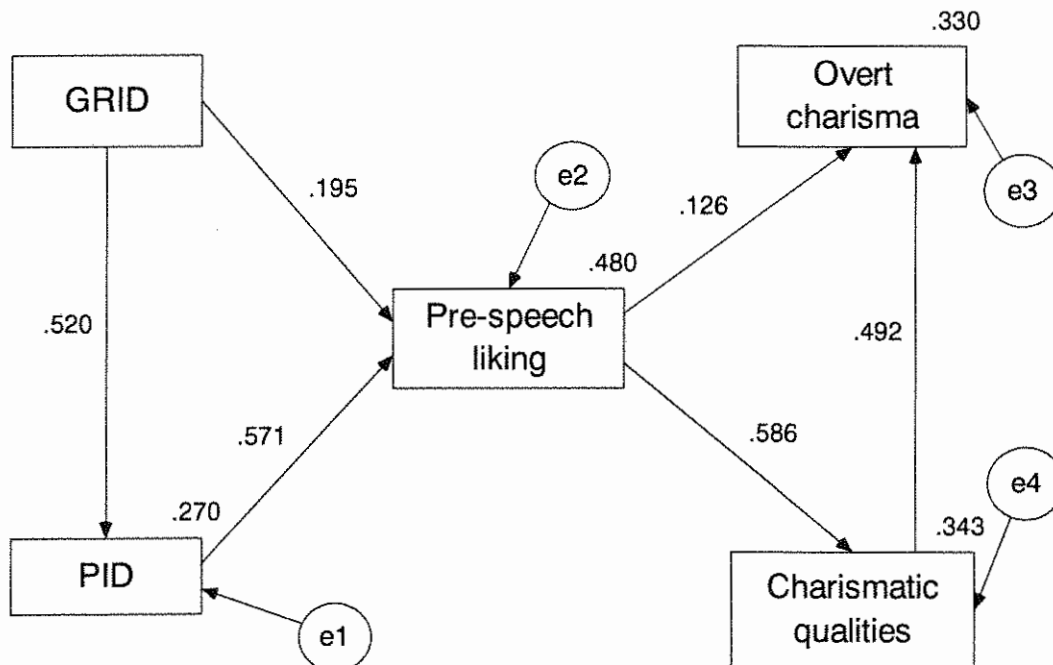 .330
GRID
Overt
charisma
e2
.195
.126
e3
.480
Pre-speech
liking
.520
.492
.571
.586
.270
e4
.343
PID
Charismatic
qualities
e1